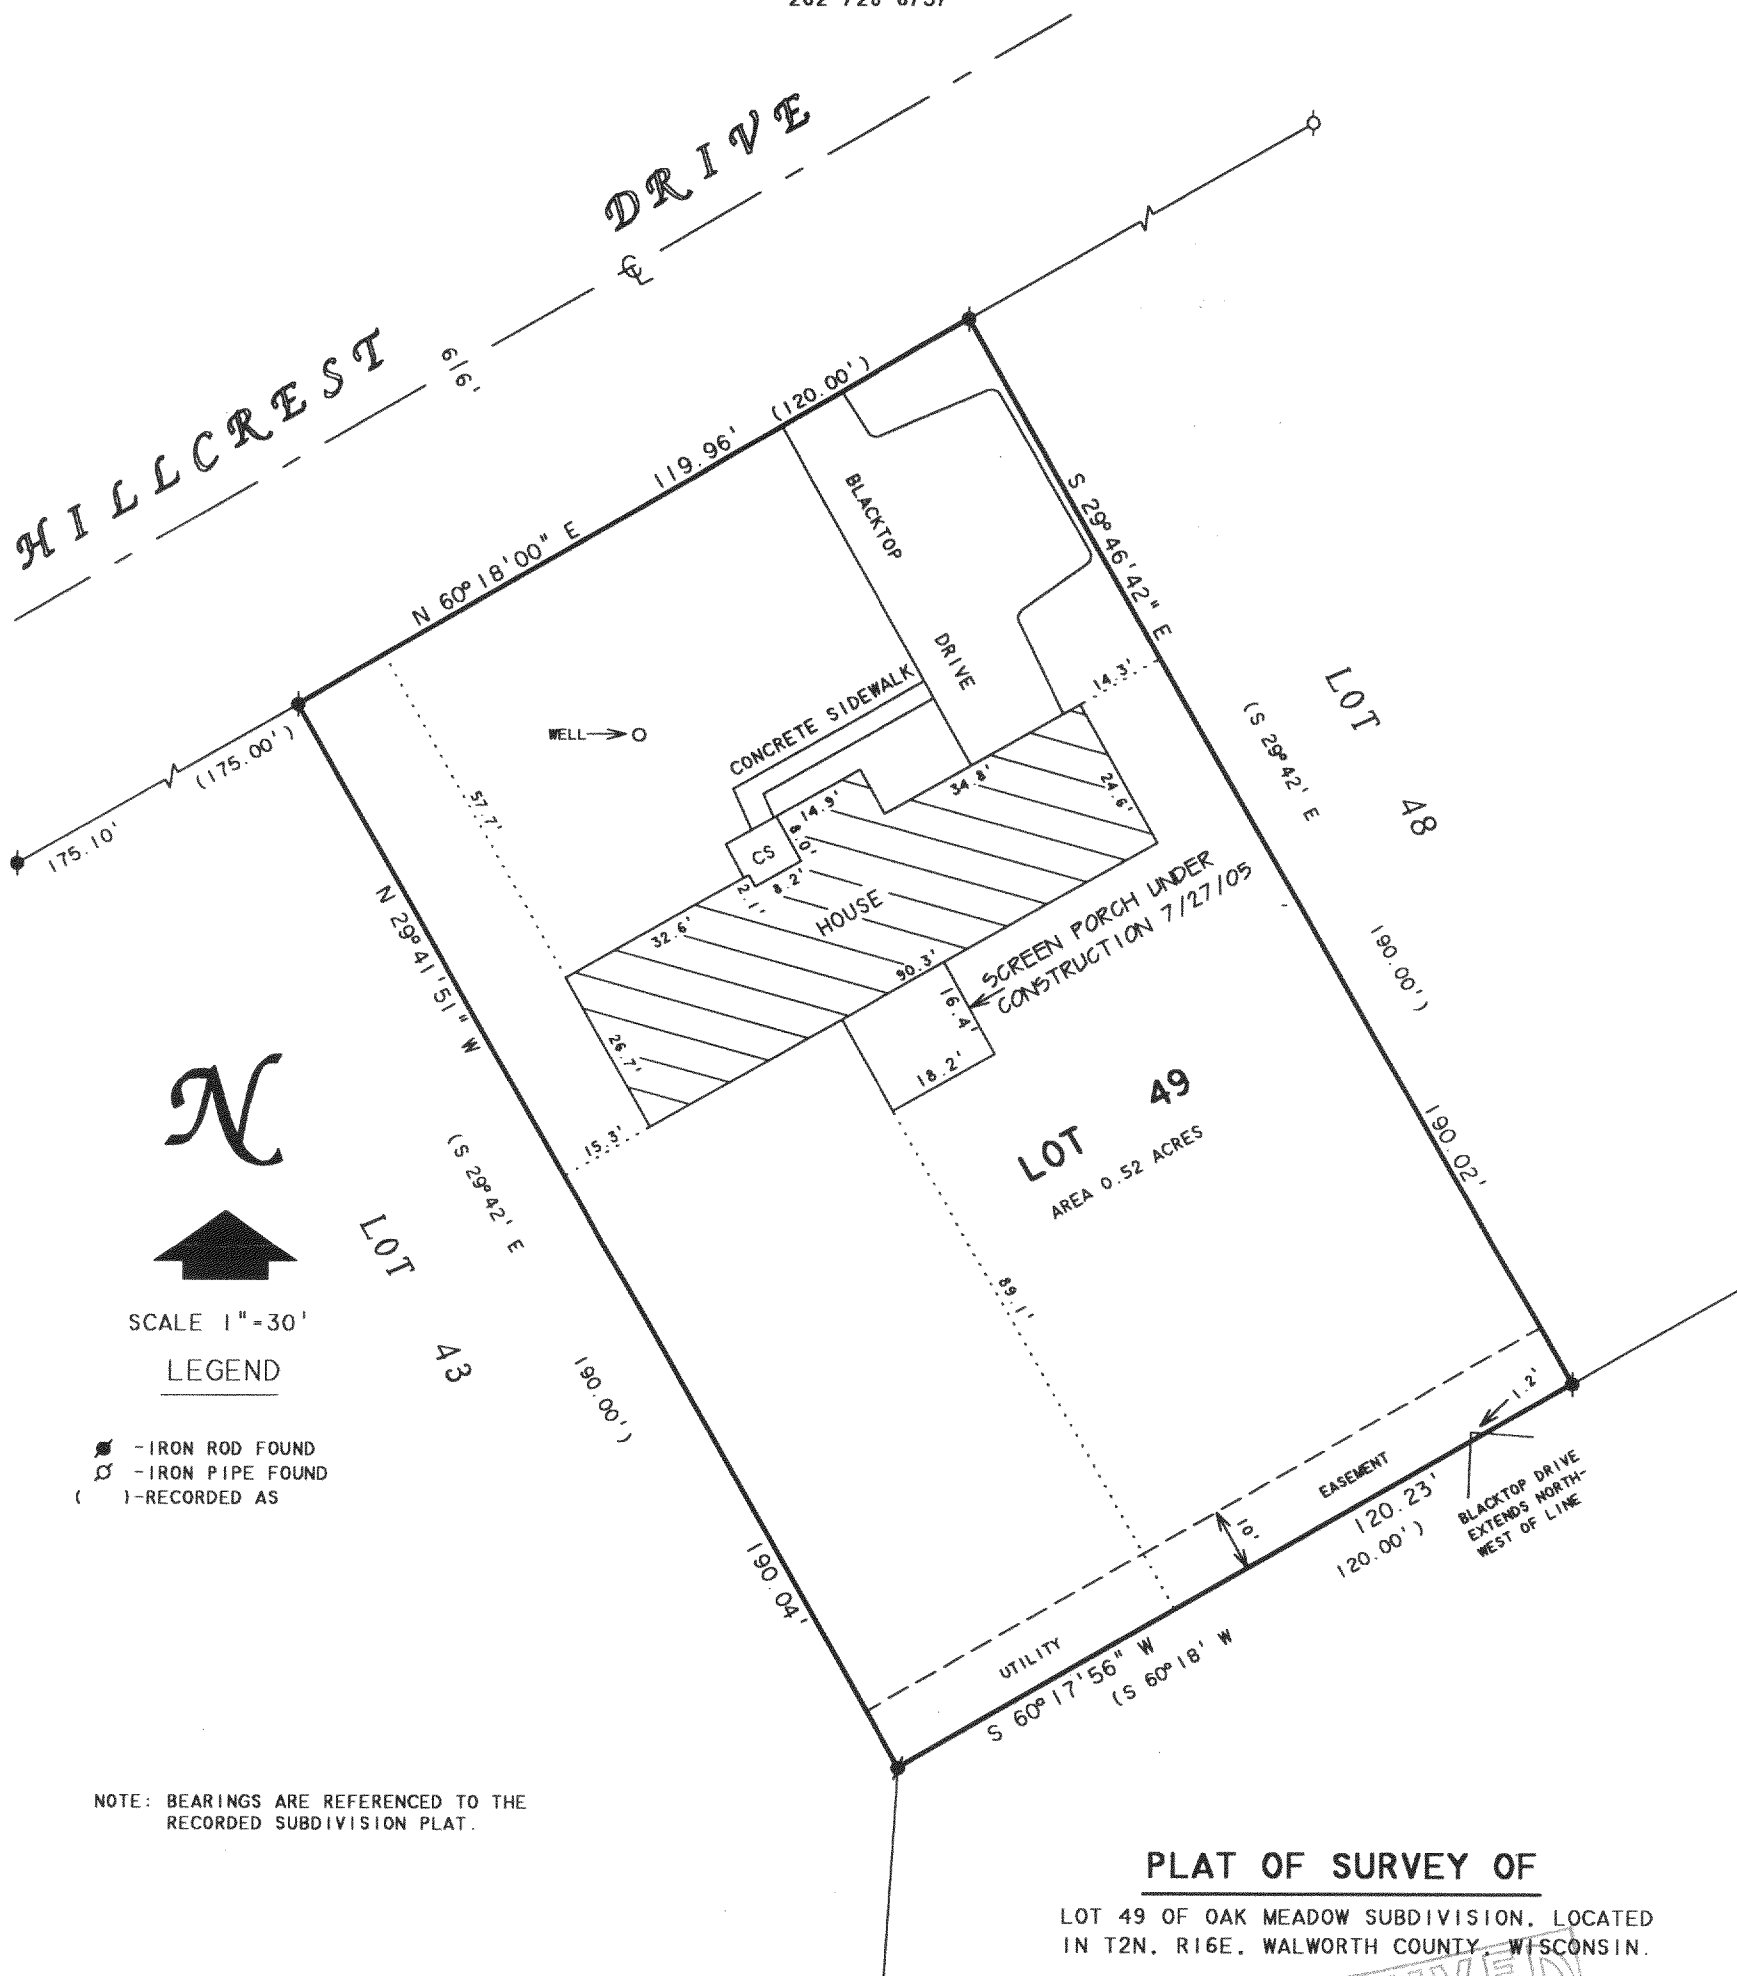 HILLCREST DRIVE
℄
66'
(120.00')
119.96'
N 60°18'00" E
(175.00')
175.10'
BLACKTOP
DRIVE
S 29°46'42" E
CONCRETE SIDEWALK
WELL
14.3'
57.7'
34.8'
24.6'
14.9'
8.0'
CS
8.2'
2.1'
32.6'
HOUSE
90.3'
26.7'
15.3'
SCREEN PORCH UNDER
CONSTRUCTION 7/27/05
16.4'
18.2'
LOT 48
(S 29°42' E
190.00')
190.02'
N 29°41'51" W
(S 29°42' E
190.00')
190.04'
LOT 43
LOT 49
AREA 0.52 ACRES
89.1'
N
SCALE 1"=30'
LEGEND
-IRON ROD FOUND
-IRON PIPE FOUND
( )-RECORDED AS
1.2'
10'
UTILITY EASEMENT
BLACKTOP DRIVE
EXTENDS NORTH-
WEST OF LINE
120.23'
120.00')
S 60°17'56" W
(S 60°18' W
NOTE: BEARINGS ARE REFERENCED TO THE
RECORDED SUBDIVISION PLAT.
PLAT OF SURVEY OF
LOT 49 OF OAK MEADOW SUBDIVISION, LOCATED
IN T2N, R16E, WALWORTH COUNTY, WISCONSIN.